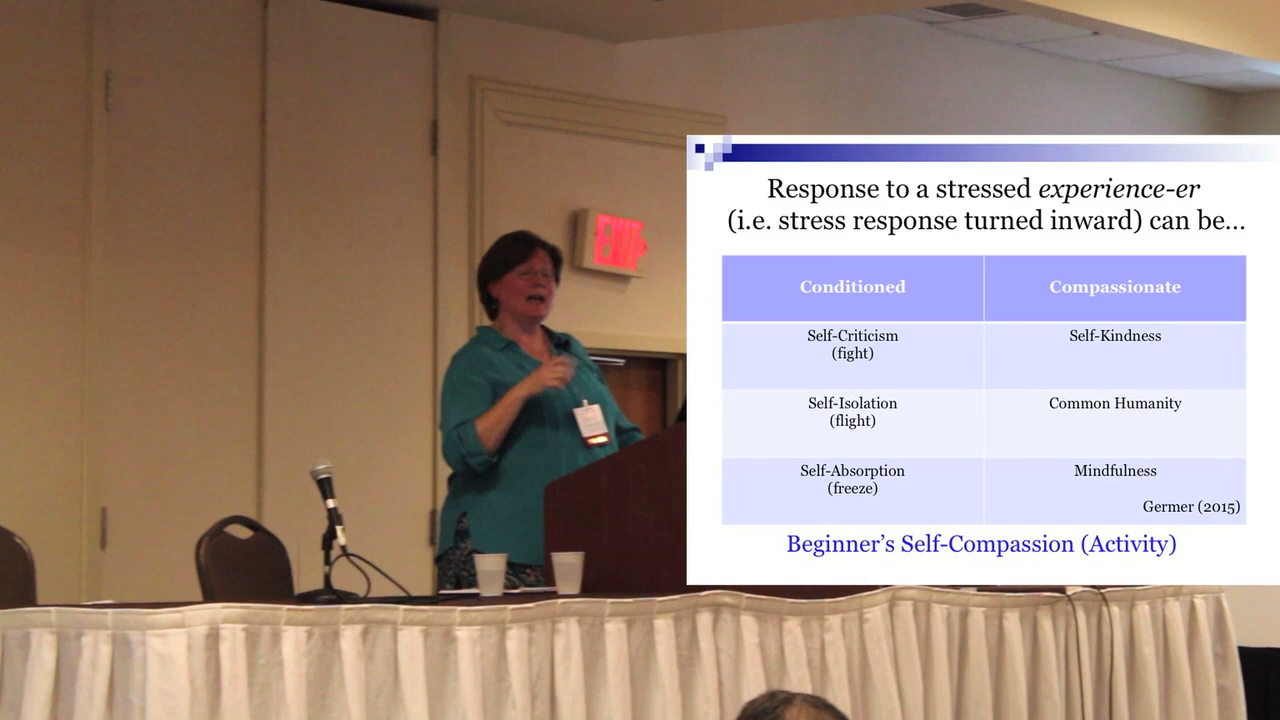 EXIT
Response to a stressed experience-er
(i.e. stress response turned inward) can be...
Conditioned
Compassionate
Self-Criticism
(fight)
Self-Kindness
Self-Isolation
(flight)
Common Humanity
Self-Absorption
(freeze)
Mindfulness
Germer (2015)
Beginner’s Self-Compassion (Activity)